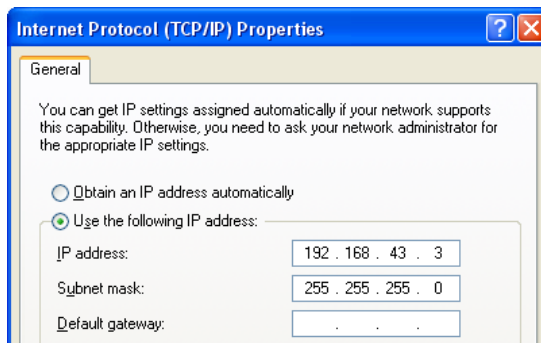 Internet Protocol (TCP/IP) Properties
General
You can get IP settings assigned automatically if your network supports
this capability. Otherwise, you need to ask your network administrator for
the appropriate IP settings.
Obtain an IP address automatically
Use the following IP address:
IP address: 192 . 168 . 43 . 3
Subnet mask: 255 . 255 . 255 . 0
Default gateway: . . .